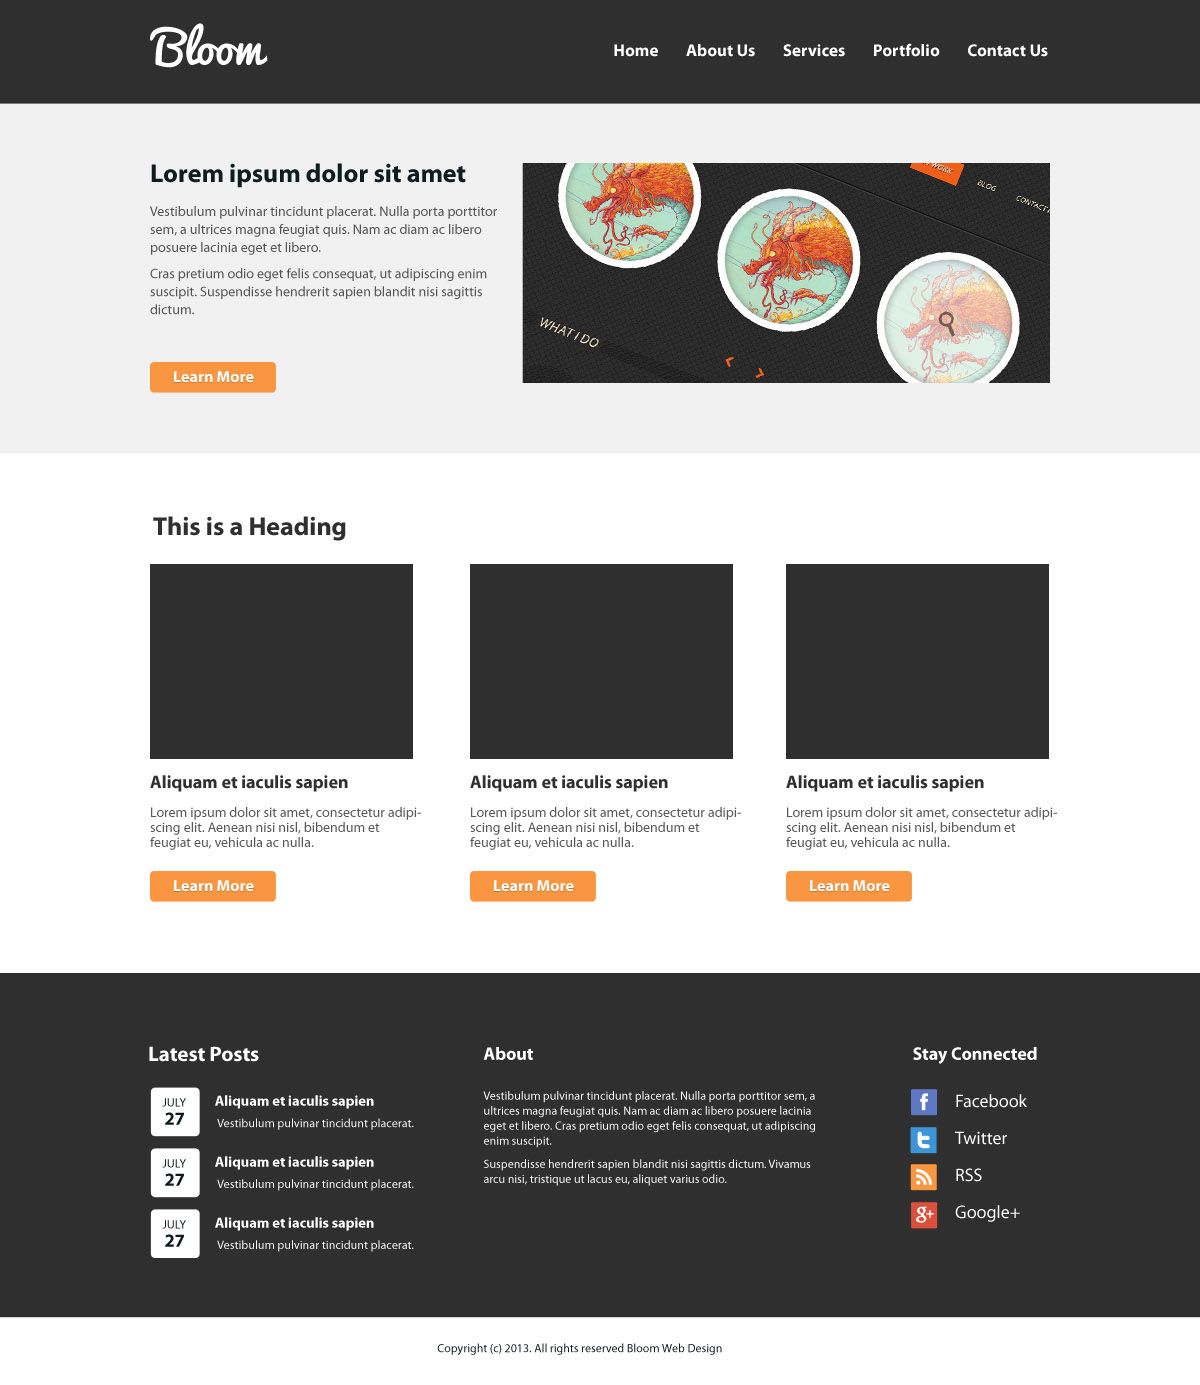 Bloom
Home About Us Services Portfolio Contact Us
Lorem ipsum dolor sit amet
Vestibulum pulvinar tincidunt placerat. Nulla porta porttitor
sem, a ultrices magna feugiat quis. Nam ac diam ac libero
posuere lacinia eget et libero.
Cras pretium odio eget felis consequat, ut adipiscing enim
suscipit. Suspendisse hendrerit sapien blandit nisi sagittis
dictum.
Learn More
WORK
BLOG
CONTACT
WHAT I DO
This is a Heading
Aliquam et iaculis sapien
Lorem ipsum dolor sit amet, consectetur adipi-
scing elit. Aenean nisi nisl, bibendum et
feugiat eu, vehicula ac nulla.
Learn More
Aliquam et iaculis sapien
Lorem ipsum dolor sit amet, consectetur adipi-
scing elit. Aenean nisi nisl, bibendum et
feugiat eu, vehicula ac nulla.
Learn More
Aliquam et iaculis sapien
Lorem ipsum dolor sit amet, consectetur adipi-
scing elit. Aenean nisi nisl, bibendum et
feugiat eu, vehicula ac nulla.
Learn More
Latest Posts
JULY
27
Aliquam et iaculis sapien
Vestibulum pulvinar tincidunt placerat.
JULY
27
Aliquam et iaculis sapien
Vestibulum pulvinar tincidunt placerat.
JULY
27
Aliquam et iaculis sapien
Vestibulum pulvinar tincidunt placerat.
About
Vestibulum pulvinar tincidunt placerat. Nulla porta porttitor sem, a
ultrices magna feugiat quis. Nam ac diam ac libero posuere lacinia
eget et libero. Cras pretium odio eget felis consequat, ut adipiscing
enim suscipit.
Suspendisse hendrerit sapien blandit nisi sagittis dictum. Vivamus
arcu nisi, tristique ut lacus eu, aliquet varius odio.
Stay Connected
f Facebook
t Twitter
RSS
g+ Google+
Copyright (c) 2013. All rights reserved Bloom Web Design